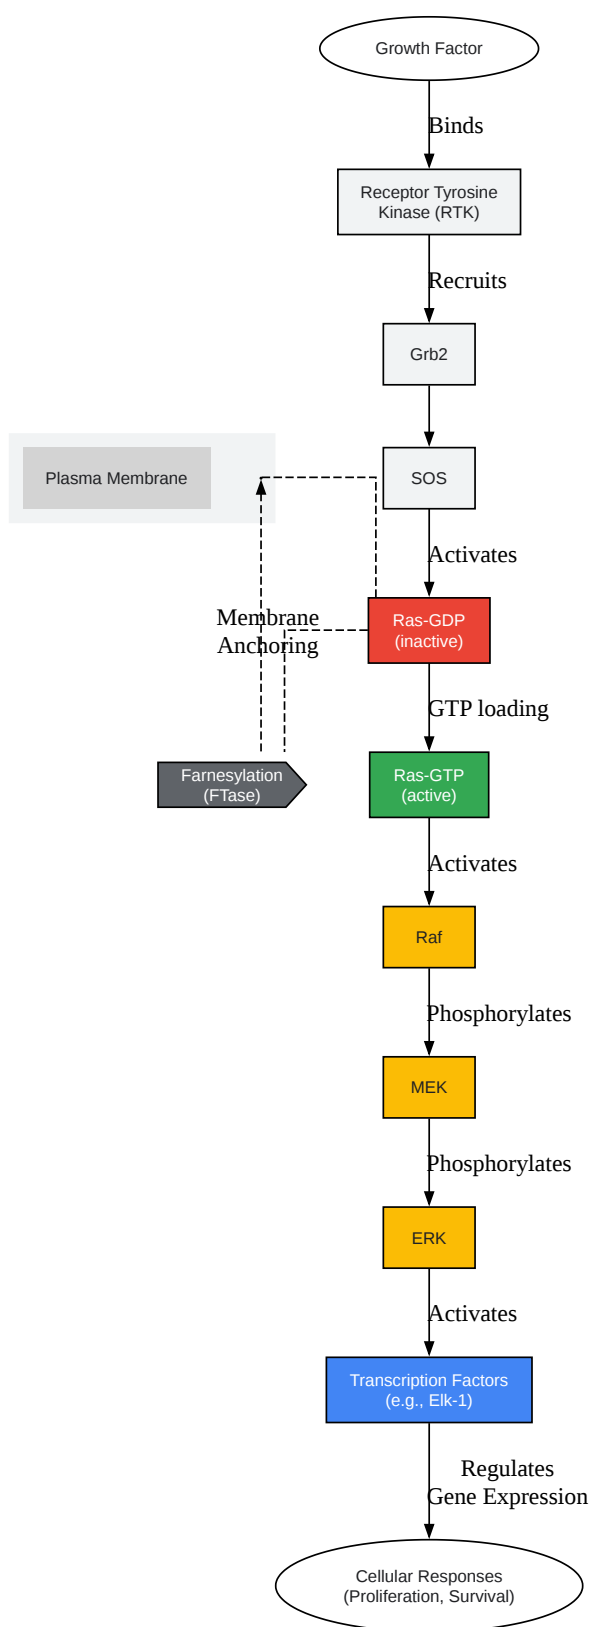 Growth Factor
Binds
Receptor Tyrosine
Kinase (RTK)
Recruits
Grb2
Plasma Membrane
SOS
Activates
Membrane
Anchoring
Ras-GDP
(inactive)
GTP loading
Farnesylation
(FTase)
Ras-GTP
(active)
Activates
Raf
Phosphorylates
MEK
Phosphorylates
ERK
Activates
Transcription Factors
(e.g., Elk-1)
Regulates
Gene Expression
Cellular Responses
(Proliferation, Survival)